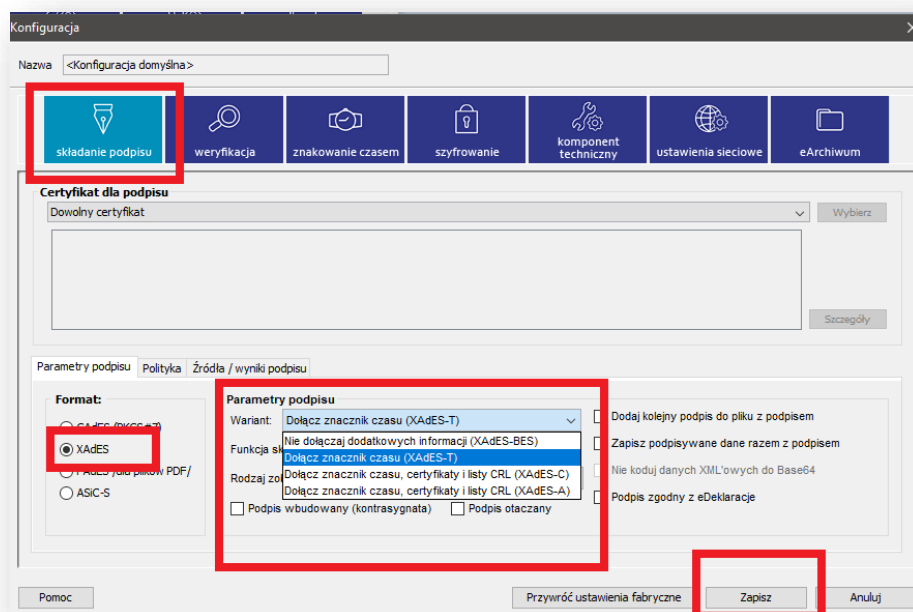 Konfiguracja
Nazwa <Konfiguracja domyślna>
składanie podpisu
weryfikacja
znakowanie czasem
szyfrowanie
komponent
techniczny
ustawienia sieciowe
eArchiwum
Certyfikat dla podpisu
Dowolny certyfikat
Wybierz
Szczegóły
Parametry podpisu
Polityka
Źródła / wyniki podpisu
Format:
XAdES
PAdES /dla plików PDF/
ASiC-S
Parametry podpisu
Wariant: Dołącz znacznik czasu (XAdES-T)
Nie dołączaj dodatkowych informacji (XAdES-BES)
Dołącz znacznik czasu (XAdES-T)
Dołącz znacznik czasu, certyfikaty i listy CRL (XAdES-C)
Dołącz znacznik czasu, certyfikaty i listy CRL (XAdES-A)
Funkcja
Rodzaj
Podpis wbudowany (kontrasygnata)
Podpis otaczany
Dodaj kolejny podpis do pliku z podpisem
Zapisz podpisywane dane razem z podpisem
Nie koduj danych XML'owych do Base64
Podpis zgodny z eDeklaracje
Pomoc
Przywróć ustawienia fabryczne
Zapisz
Anuluj